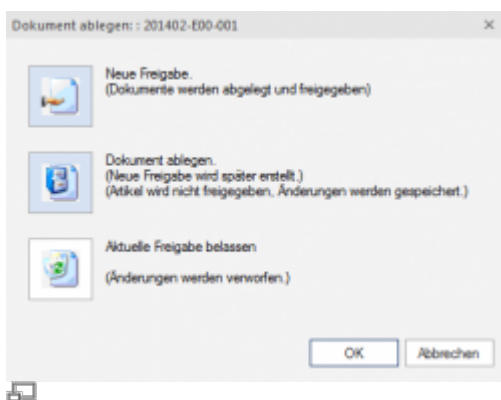 Dokument ablegen: : 201402-E00-001
Neue Freigabe.
(Dokumente werden abgelegt und freigegeben)
Dokument ablegen.
(Neue Freigabe wird später erstellt.)
(Artikel wird nicht freigegeben, Änderungen werden gespeichert.)
Aktuelle Freigabe belassen
(Änderungen werden verworfen.)
OK Abbrechen